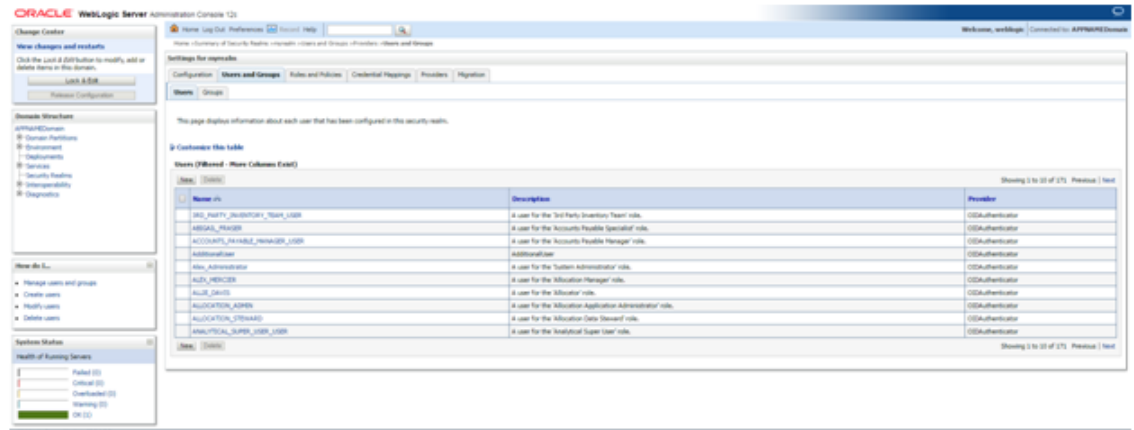 ORACLE WebLogic Server Administration Console 12c
Change Center
View changes and restarts
Click the Lock & Edit button to modify, add or
delete items in this domain.
Lock & Edit
Release Configuration
Domain Structure
APPNAMEDomain
Domain Partitions
Environment
Deployments
Services
Security Realms
Interoperability
Diagnostics
How do I...
Manage users and groups
Create users
Modify users
Delete users
System Status
Health of Running Servers
Failed (0)
Critical (0)
Overloaded (0)
Warning (0)
OK (1)
Home Log Out Preferences Record Help
Welcome, weblogic Connected to: APPNAMEDomain
Home >Summary of Security Realms >myrealm >Users and Groups >Providers >Users and Groups
Settings for myrealm
Configuration Users and Groups Roles and Policies Credential Mappings Providers Migration
Users Groups
This page displays information about each user that has been configured in this security realm.
Customize this table
Users (Filtered - More Columns Exist)
New Delete Showing 1 to 10 of 171 Previous | Next
Name Description Provider
3RD_PARTY_INVENTORY_TEAM_USER A user for the '3rd Party Inventory Team' role. OIDAuthenticator
ABIGAIL_FRASER A user for the 'Accounts Payable Specialist' role. OIDAuthenticator
ACCOUNTS_PAYABLE_MANAGER_USER A user for the 'Accounts Payable Manager' role. OIDAuthenticator
AdditionalUser AdditionalUser OIDAuthenticator
Alex_Administrator A user for the 'System Administrator' role. OIDAuthenticator
ALEX_MERCER A user for the 'Allocation Manager' role. OIDAuthenticator
ALLIE_DAVIS A user for the 'Allocator' role. OIDAuthenticator
ALLOCATION_ADMIN A user for the 'Allocation Application Administrator' role. OIDAuthenticator
ALLOCATION_STEWARD A user for the 'Allocation Data Steward' role. OIDAuthenticator
ANALYTICAL_SUPER_USER_USER A user for the 'Analytical Super User' role. OIDAuthenticator
New Delete Showing 1 to 10 of 171 Previous | Next